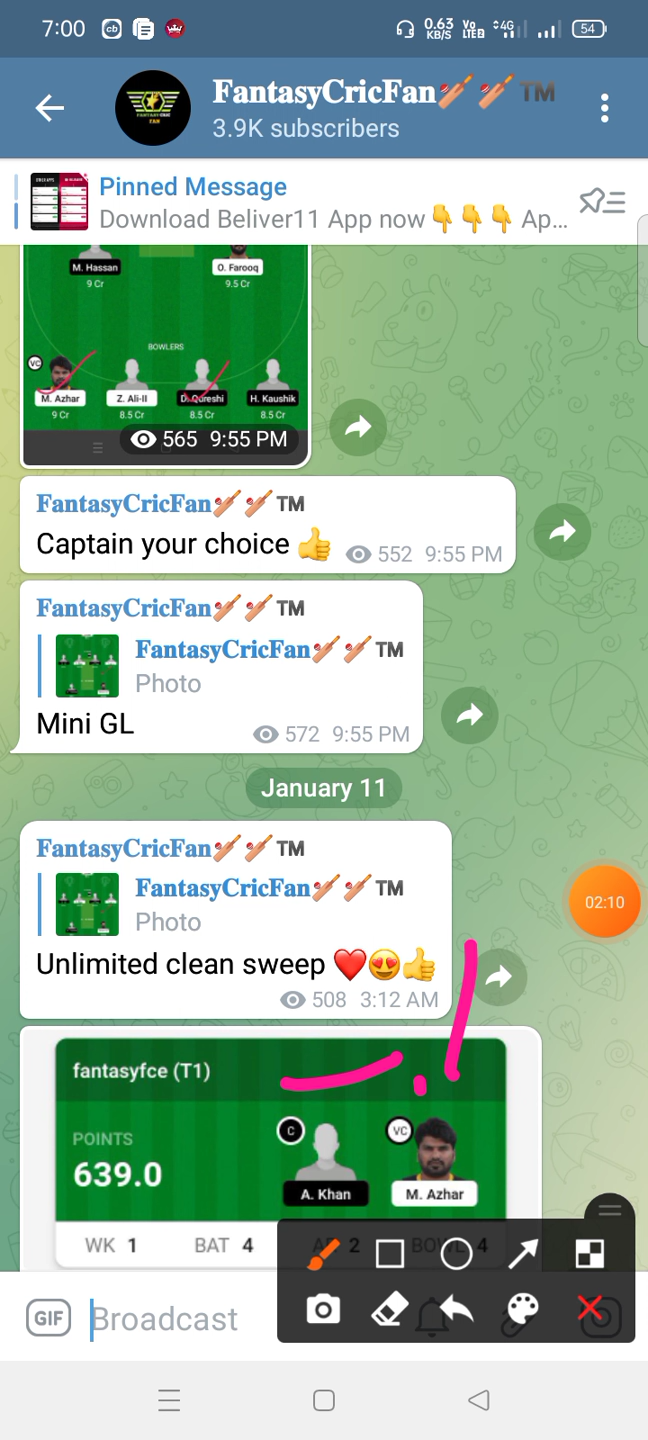 7:00 cb 0.63 KB/S Vo LTEB 4G 54
FantasyCricFan🏏🏏™️
3.9K subscribers
Pinned Message
Download Beliver11 App now👇👇👇 Ap...
M. Hassan O. Farooq
9 Cr 9.5 Cr
BOWLERS
VC
M. Azhar Z. Ali-II D. Qureshi H. Kaushik
9 Cr 8.5 Cr 8.5 Cr 8.5 Cr
565 9:55 PM
FantasyCricFan🏏🏏™️
Captain your choice 👍 552 9:55 PM
FantasyCricFan🏏🏏™️
FantasyCricFan🏏🏏™️
Photo
Mini GL 572 9:55 PM
January 11
FantasyCricFan🏏🏏™️
FantasyCricFan🏏🏏™️
Photo
02:10
Unlimited clean sweep ❤️😍👍
508 3:12 AM
fantasyfce (T1)
C VC
POINTS
639.0
A. Khan M. Azhar
WK 1 BAT 4 2 BOWL 4
GIF Broadcast